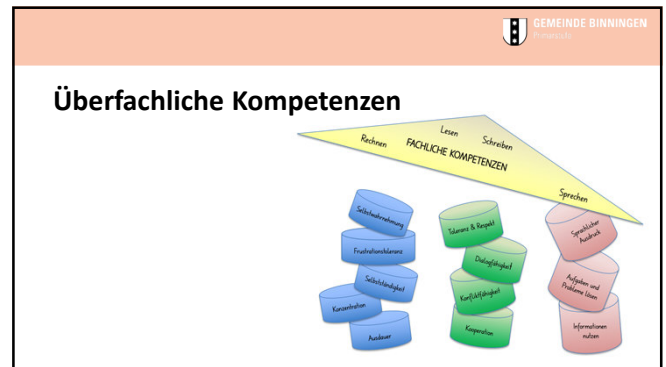 GEMEINDE BINNINGEN
Primarstufe
Überfachliche Kompetenzen
Lesen
Rechnen
Schreiben
FACHLICHE KOMPETENZEN
Sprechen
Selbstwahrnehmung
Frustrationstoleranz
Selbstständigkeit
Konzentration
Ausdauer
Toleranz & Respekt
Dialogfähigkeit
Konfliktfähigkeit
Kooperation
Sprachlicher
Ausdruck
Aufgaben und
Probleme lösen
Informationen
nutzen